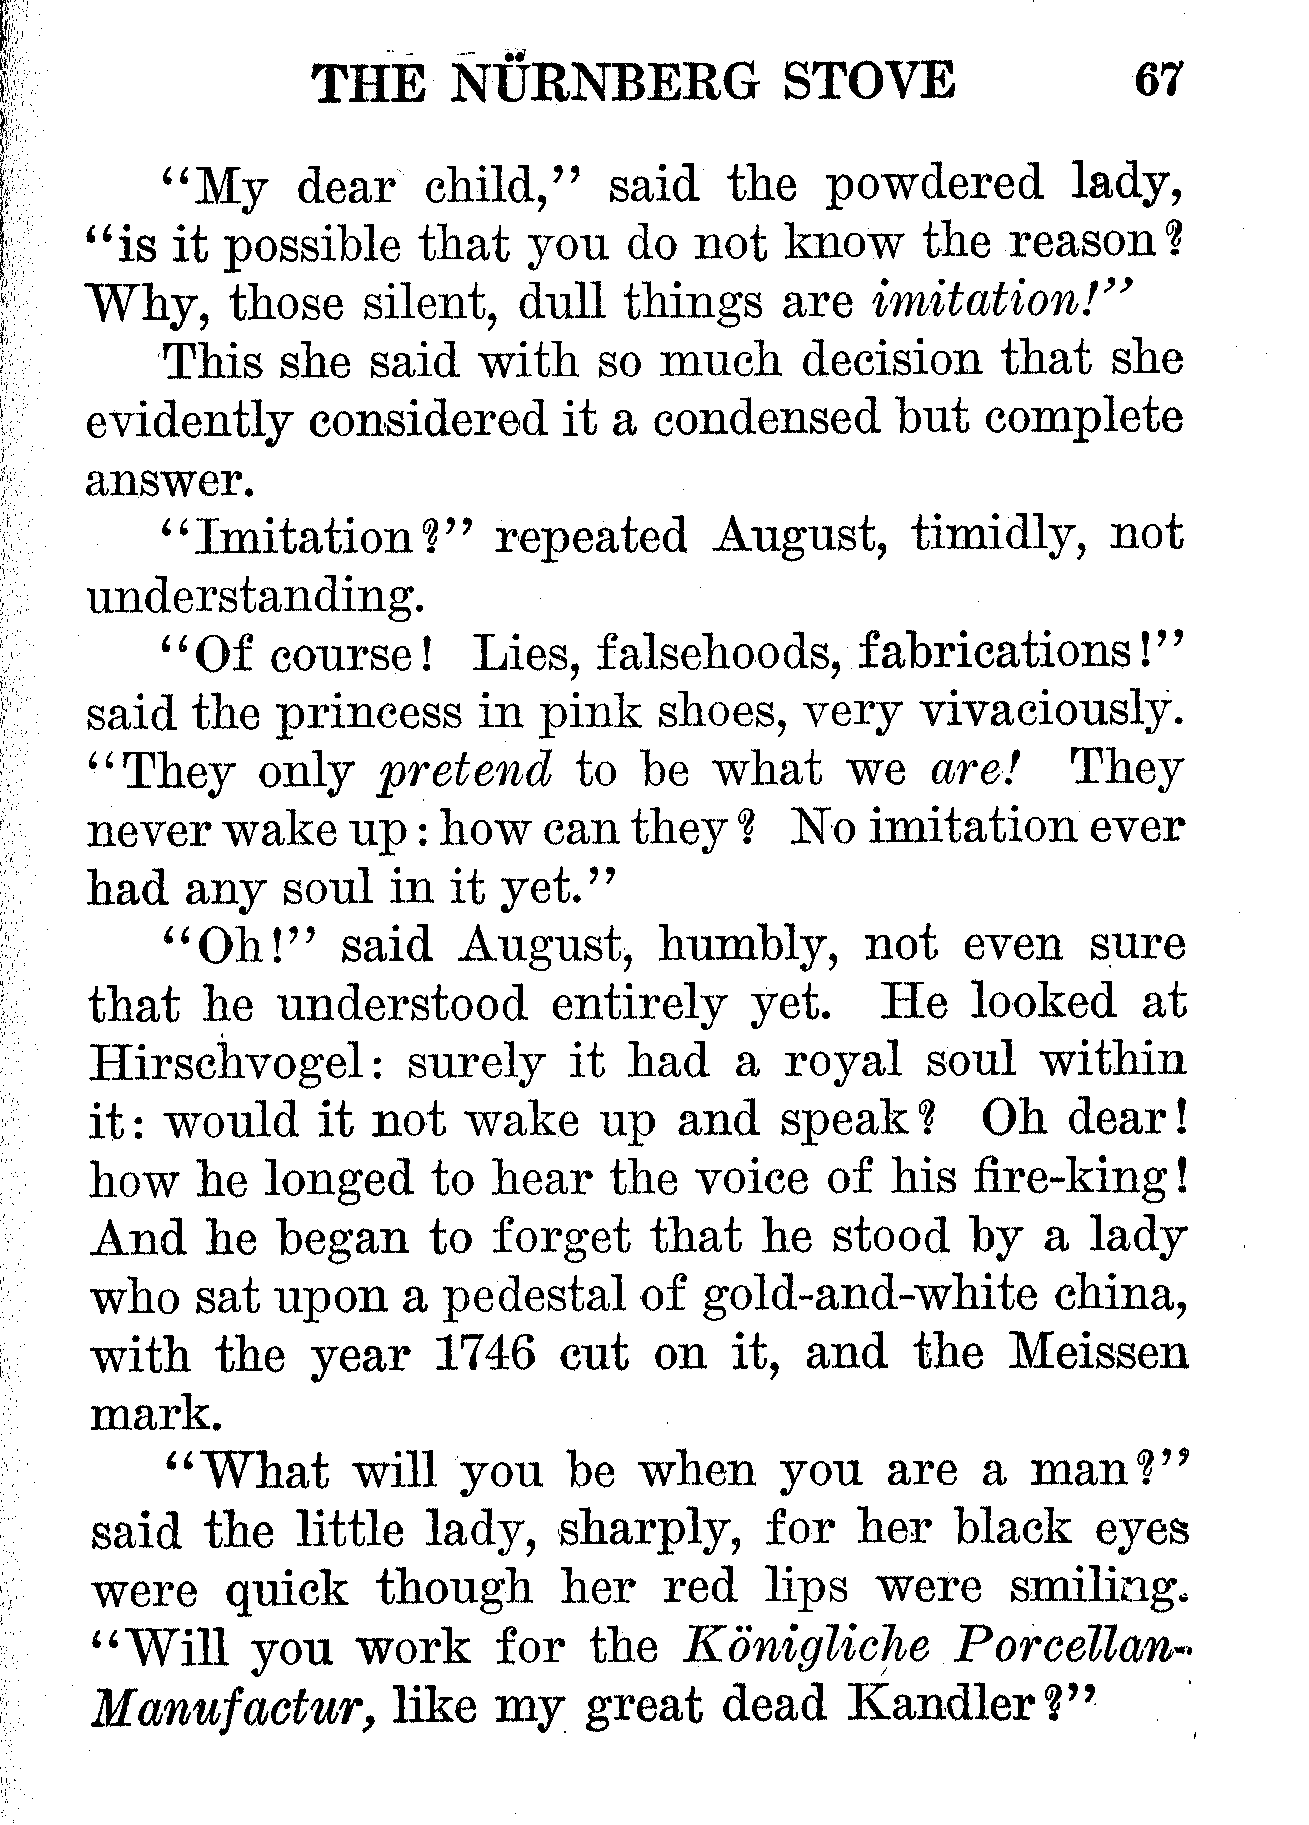 THE NÜRNBERG STOVE 67
"My dear child," said the powdered lady,
"is it possible that you do not know the reason?
Why, those silent, dull things are imitation!"
This she said with so much decision that she
evidently considered it a condensed but complete
answer.
"Imitation?" repeated August, timidly, not
understanding.
"Of course! Lies, falsehoods, fabrications!"
said the princess in pink shoes, very vivaciously.
"They only pretend to be what we are! They
never wake up: how can they? No imitation ever
had any soul in it yet."
"Oh!" said August, humbly, not even sure
that he understood entirely yet. He looked at
Hirschvogel: surely it had a royal soul within
it: would it not wake up and speak? Oh dear!
how he longed to hear the voice of his fire-king!
And he began to forget that he stood by a lady
who sat upon a pedestal of gold-and-white china,
with the year 1746 cut on it, and the Meissen
mark.
"What will you be when you are a man?"
said the little lady, sharply, for her black eyes
were quick though her red lips were smiling.
"Will you work for the Königliche Porcellan-
Manufactur, like my great dead Kandler?"